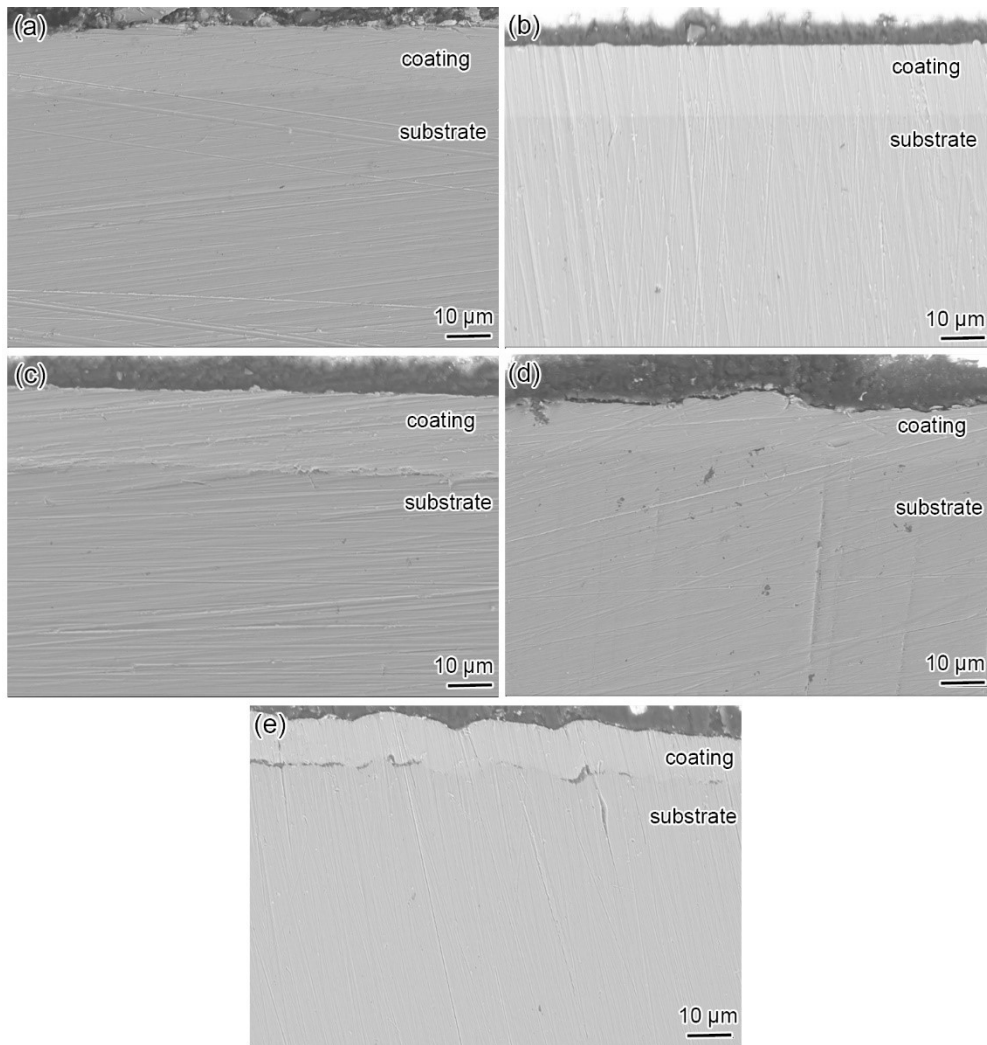 (a)
coating
substrate
10 µm
(b)
coating
substrate
10 µm
(c)
coating
substrate
10 µm
(d)
coating
substrate
10 µm
(e)
coating
substrate
10 µm